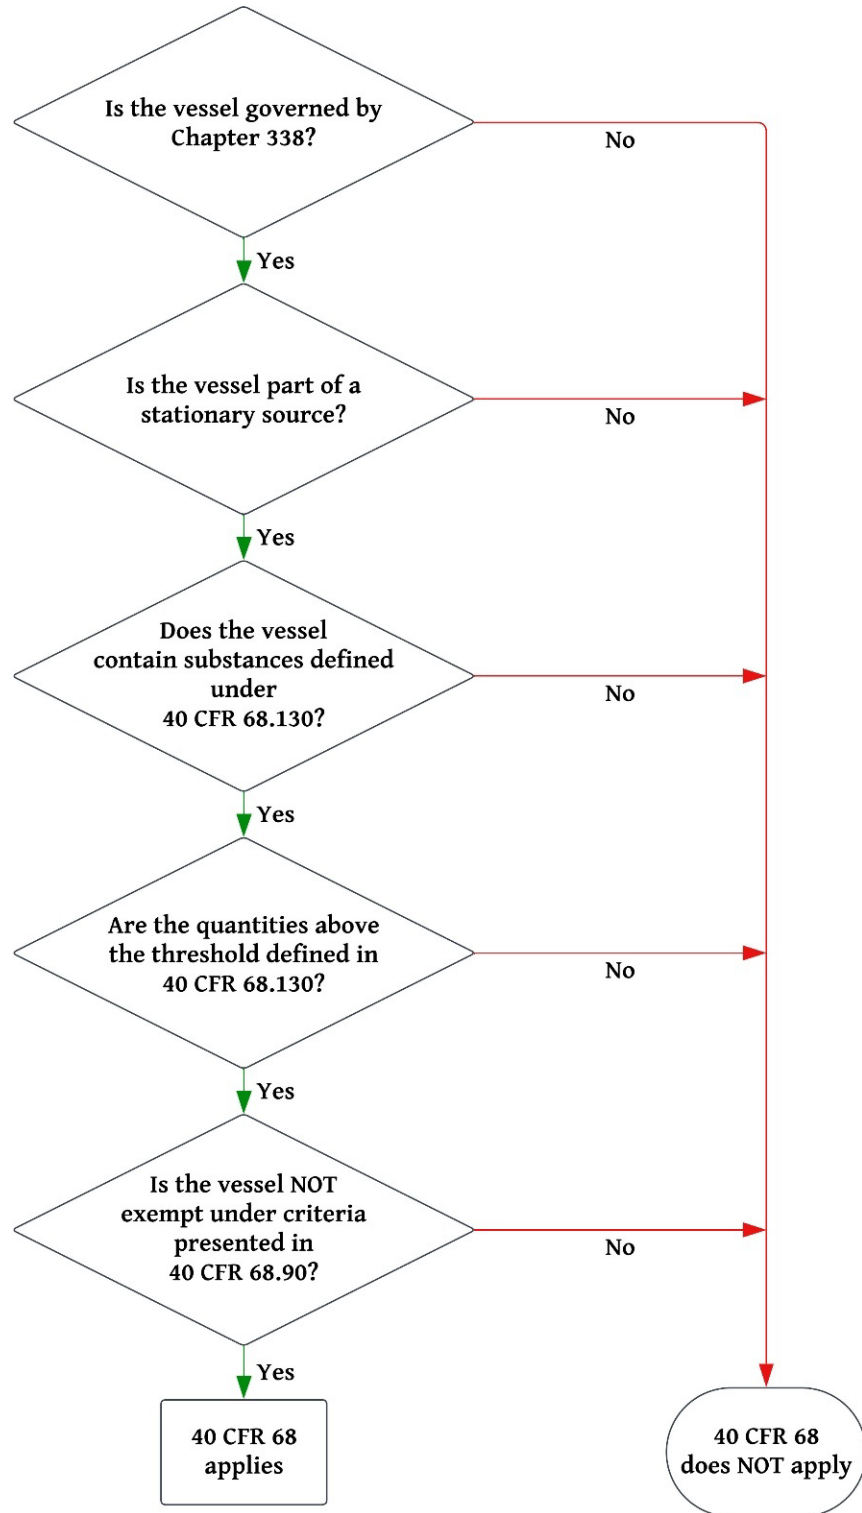 Is the vessel governed by
Chapter 338?
No
Yes
Is the vessel part of a
stationary source?
No
Yes
Does the vessel
contain substances defined
under
40 CFR 68.130?
No
Yes
Are the quantities above
the threshold defined in
40 CFR 68.130?
No
Yes
Is the vessel NOT
exempt under criteria
presented in
40 CFR 68.90?
No
Yes
40 CFR 68
applies
40 CFR 68
does NOT apply